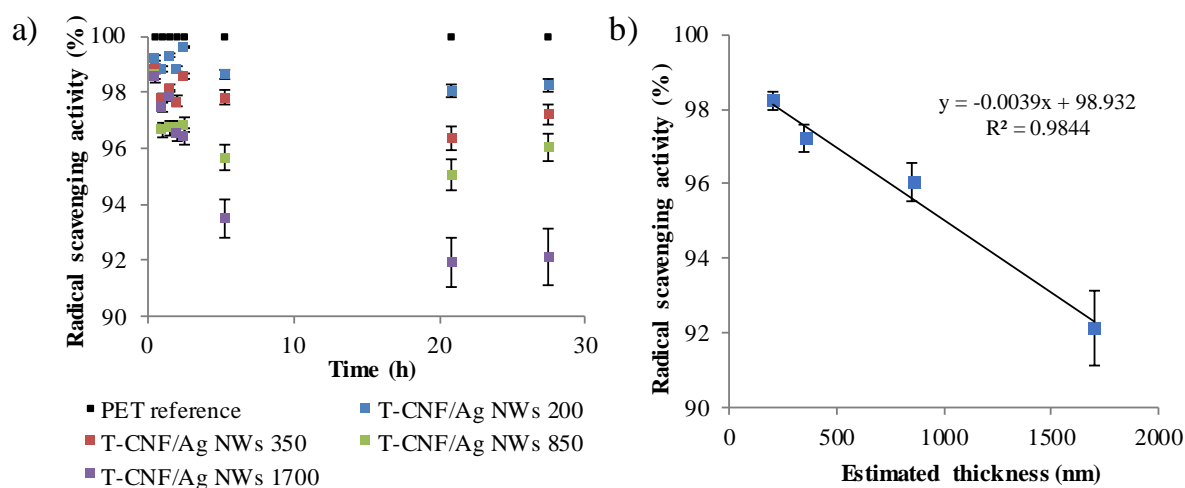 a)
Radical scavenging activity (%)
100
98
96
94
92
90
0
10
20
30
Time (h)
PET reference
T-CNF/Ag NWs 200
T-CNF/Ag NWs 350
T-CNF/Ag NWs 850
T-CNF/Ag NWs 1700
b)
Radical scavenging activity (%)
100
98
96
94
92
90
y = -0.0039x + 98.932
R² = 0.9844
0
500
1000
1500
2000
Estimated thickness (nm)